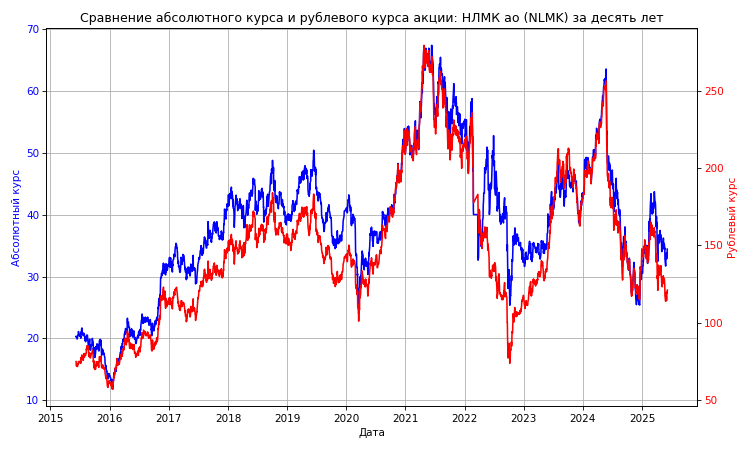 Сравнение абсолютного курса и рублевого курса акции: НЛМК ао (NLMK) за десять лет
Абсолютный курс
70
60
50
40
30
20
10
250
200
150
100
50
Рублевый курс
2015 2016 2017 2018 2019 2020 2021 2022 2023 2024 2025
Дата